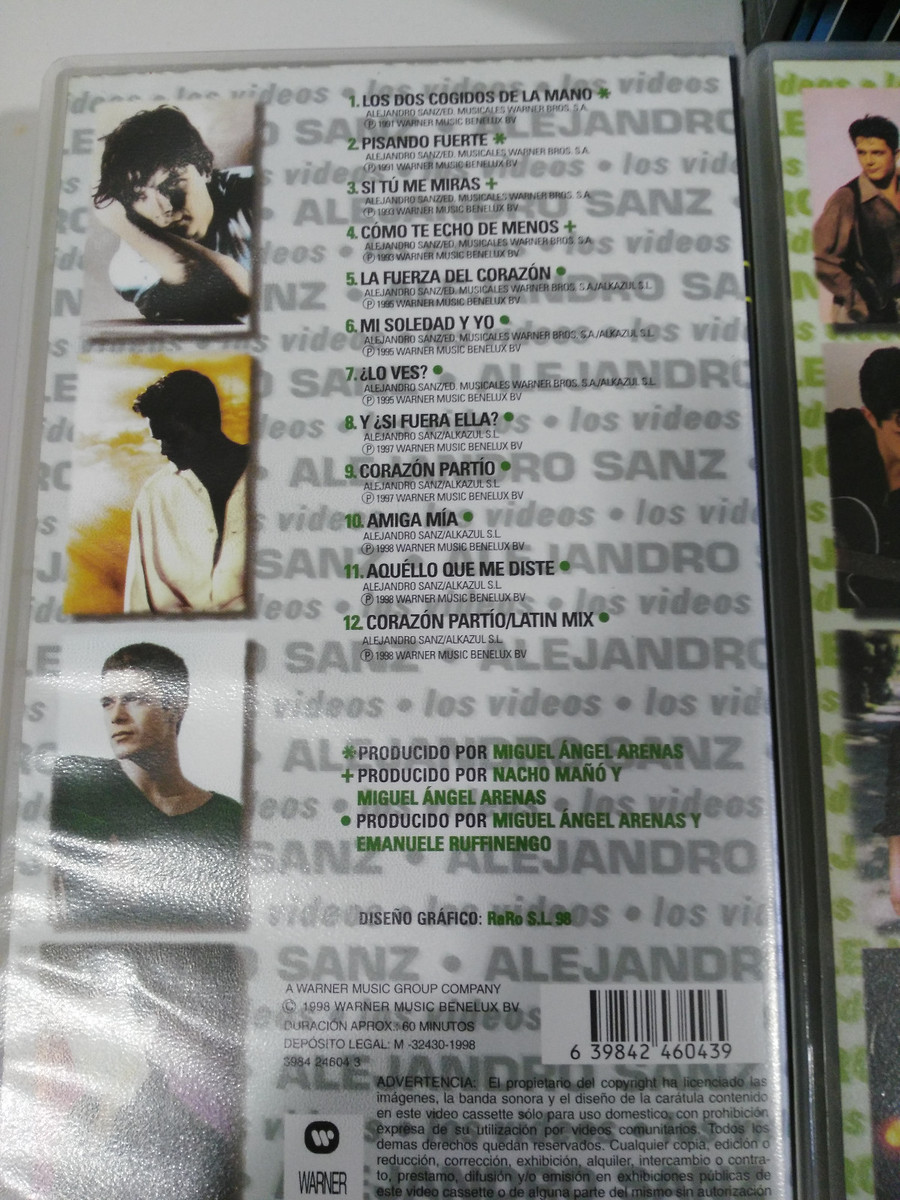 1. LOS DOS COGIDOS DE LA MANO *
ALEJANDRO SANZ/ED. MUSICALES WARNER BROS. S.A.
Ⓟ 1991 WARNER MUSIC BENELUX BV
2. PISANDO FUERTE *
ALEJANDRO SANZ/ED. MUSICALES WARNER BROS. S.A.
Ⓟ 1991 WARNER MUSIC BENELUX BV
3. SI TÚ ME MIRAS +
ALEJANDRO SANZ/ED. MUSICALES WARNER BROS. S.A.
Ⓟ 1993 WARNER MUSIC BENELUX BV
4. CÓMO TE ECHO DE MENOS +
ALEJANDRO SANZ/ED. MUSICALES WARNER BROS. S.A.
Ⓟ 1993 WARNER MUSIC BENELUX BV
5. LA FUERZA DEL CORAZÓN •
ALEJANDRO SANZ/ED. MUSICALES WARNER BROS. S.A./ALKAZUL S.L.
Ⓟ 1995 WARNER MUSIC BENELUX BV
6. MI SOLEDAD Y YO •
ALEJANDRO SANZ/ED. MUSICALES WARNER BROS. S.A./ALKAZUL S.L.
Ⓟ 1995 WARNER MUSIC BENELUX BV
7. ¿LO VES? •
ALEJANDRO SANZ/ED. MUSICALES WARNER BROS. S.A./ALKAZUL S.L.
Ⓟ 1995 WARNER MUSIC BENELUX BV
8. Y ¿SI FUERA ELLA? •
ALEJANDRO SANZ/ALKAZUL S.L.
Ⓟ 1997 WARNER MUSIC BENELUX BV
9. CORAZÓN PARTÍO •
ALEJANDRO SANZ/ALKAZUL S.L.
Ⓟ 1997 WARNER MUSIC BENELUX BV
10. AMIGA MÍA •
ALEJANDRO SANZ/ALKAZUL S.L.
Ⓟ 1998 WARNER MUSIC BENELUX BV
11. AQUÉLLO QUE ME DISTE •
ALEJANDRO SANZ/ALKAZUL S.L.
Ⓟ 1998 WARNER MUSIC BENELUX BV
12. CORAZÓN PARTÍO/LATIN MIX •
ALEJANDRO SANZ/ALKAZUL S.L.
Ⓟ 1998 WARNER MUSIC BENELUX BV
* PRODUCIDO POR MIGUEL ÁNGEL ARENAS
+ PRODUCIDO POR NACHO MAÑÓ Y
MIGUEL ÁNGEL ARENAS
• PRODUCIDO POR MIGUEL ÁNGEL ARENAS Y
EMANUELE RUFFINENGO
DISEÑO GRÁFICO: RaRo S.L. 98
A WARNER MUSIC GROUP COMPANY
© 1998 WARNER MUSIC BENELUX BV.
DURACIÓN APROX.: 60 MINUTOS
DEPÓSITO LEGAL: M -32430-1998
3984 24604 3
6 39842 46043 9
ADVERTENCIA: El propietario del copyright ha licenciado las
imágenes, la banda sonora y el diseño de la carátula contenido
en este video cassette sólo para uso domestico, con prohibición
expresa de su utilización por videos comunitarios. Todos los
demas derechos quedan reservados. Cualquier copia, edición o
reducción, corrección, exhibición, alquiler, intercambio o contra-
to, prestamo, difusión y/o emisión en exhibiciones públicas de
este video cassette o de alguna parte del mismo sin autorización
WARNER